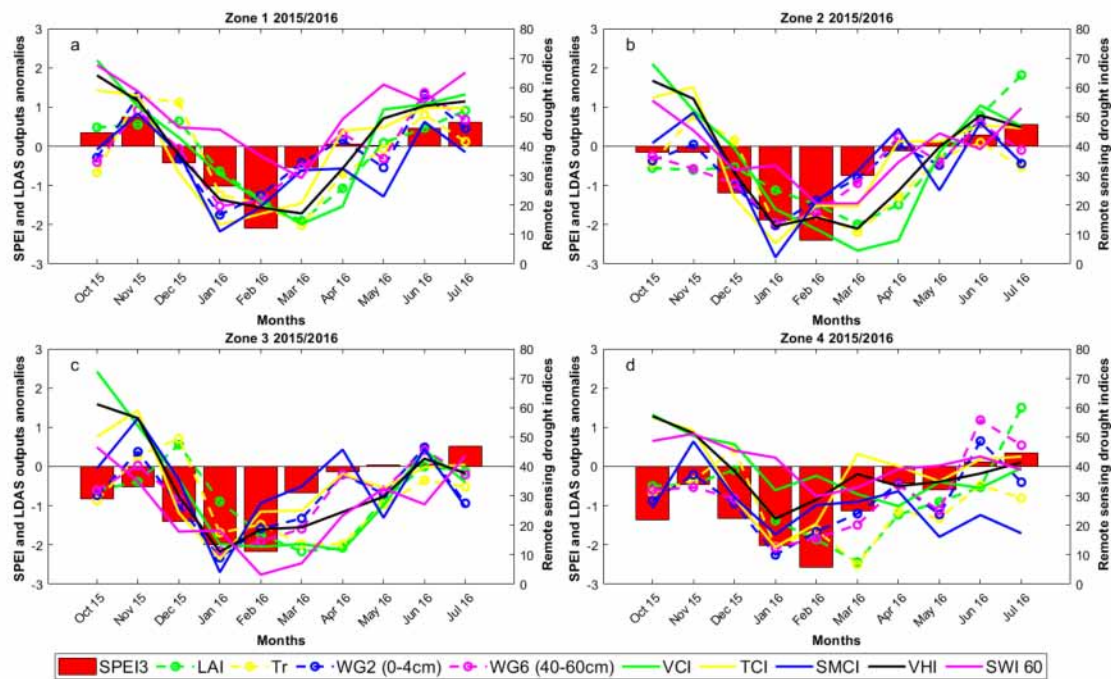 Zone 1 2015/2016
a
SPEI and LDAS outputs anomalies
3
2
1
0
-1
-2
-3
80
70
60
50
40
30
20
10
0
Remote sensing drought indices
Oct 15
Nov 15
Dec 15
Jan 16
Feb 16
Mar 16
Apr 16
May 16
Jun 16
Jul 16
Months
Zone 2 2015/2016
b
SPEI and LDAS outputs anomalies
3
2
1
0
-1
-2
-3
80
70
60
50
40
30
20
10
0
Remote sensing drought indices
Oct 15
Nov 15
Dec 15
Jan 16
Feb 16
Mar 16
Apr 16
May 16
Jun 16
Jul 16
Months
Zone 3 2015/2016
c
SPEI and LDAS outputs anomalies
3
2
1
0
-1
-2
-3
80
70
60
50
40
30
20
10
0
Remote sensing drought indices
Oct 15
Nov 15
Dec 15
Jan 16
Feb 16
Mar 16
Apr 16
May 16
Jun 16
Jul 16
Months
Zone 4 2015/2016
d
SPEI and LDAS outputs anomalies
3
2
1
0
-1
-2
-3
80
70
60
50
40
30
20
10
0
Remote sensing drought indices
Oct 15
Nov 15
Dec 15
Jan 16
Feb 16
Mar 16
Apr 16
May 16
Jun 16
Jul 16
Months
SPEI3 LAI Tr WG2 (0-4cm) WG6 (40-60cm) VCI TCI SMCI VHI SWI 60